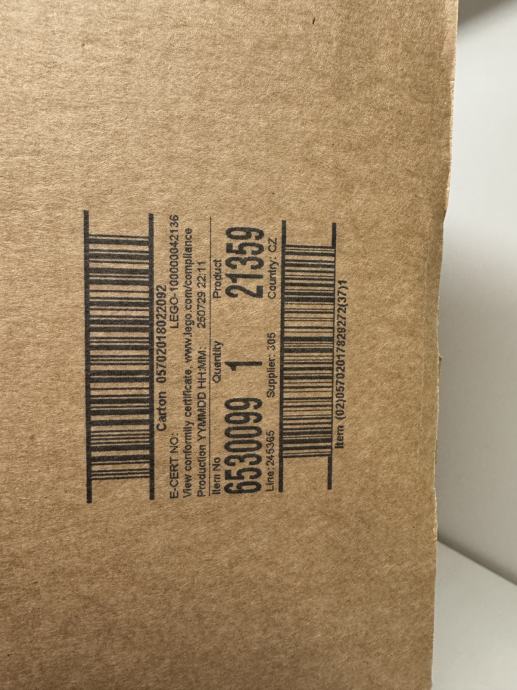 Carton 05702018022092
E-CERT NO: LEGO-100000042136
View conformity certificate, www.lego.com/compliance
Production YYMMDD HH:MM: 250729 22:11
Item No Quantity Product
6530099 1 21359
Line: 245365 Supplier: 305 Country: CZ
Item (02)05702017829272(37)1